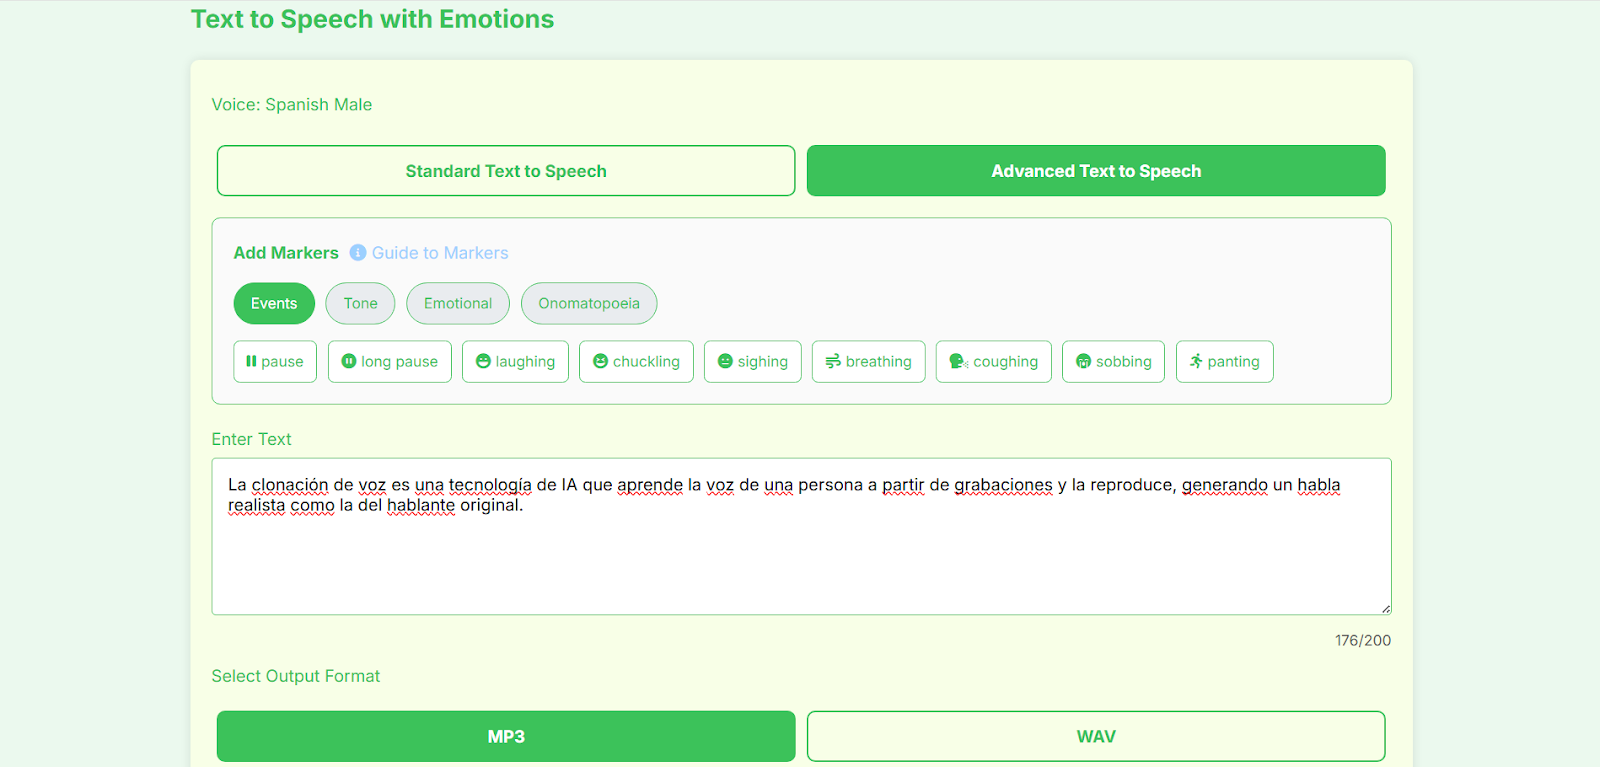 Text to Speech with Emotions
Voice: Spanish Male
Standard Text to Speech
Advanced Text to Speech
Add Markers
Guide to Markers
Events
Tone
Emotional
Onomatopoeia
pause
long pause
laughing
chuckling
sighing
breathing
coughing
sobbing
panting
Enter Text
La clonación de voz es una tecnología de IA que aprende la voz de una persona a partir de grabaciones y la reproduce, generando un habla
realista como la del hablante original.
176/200
Select Output Format
MP3
WAV